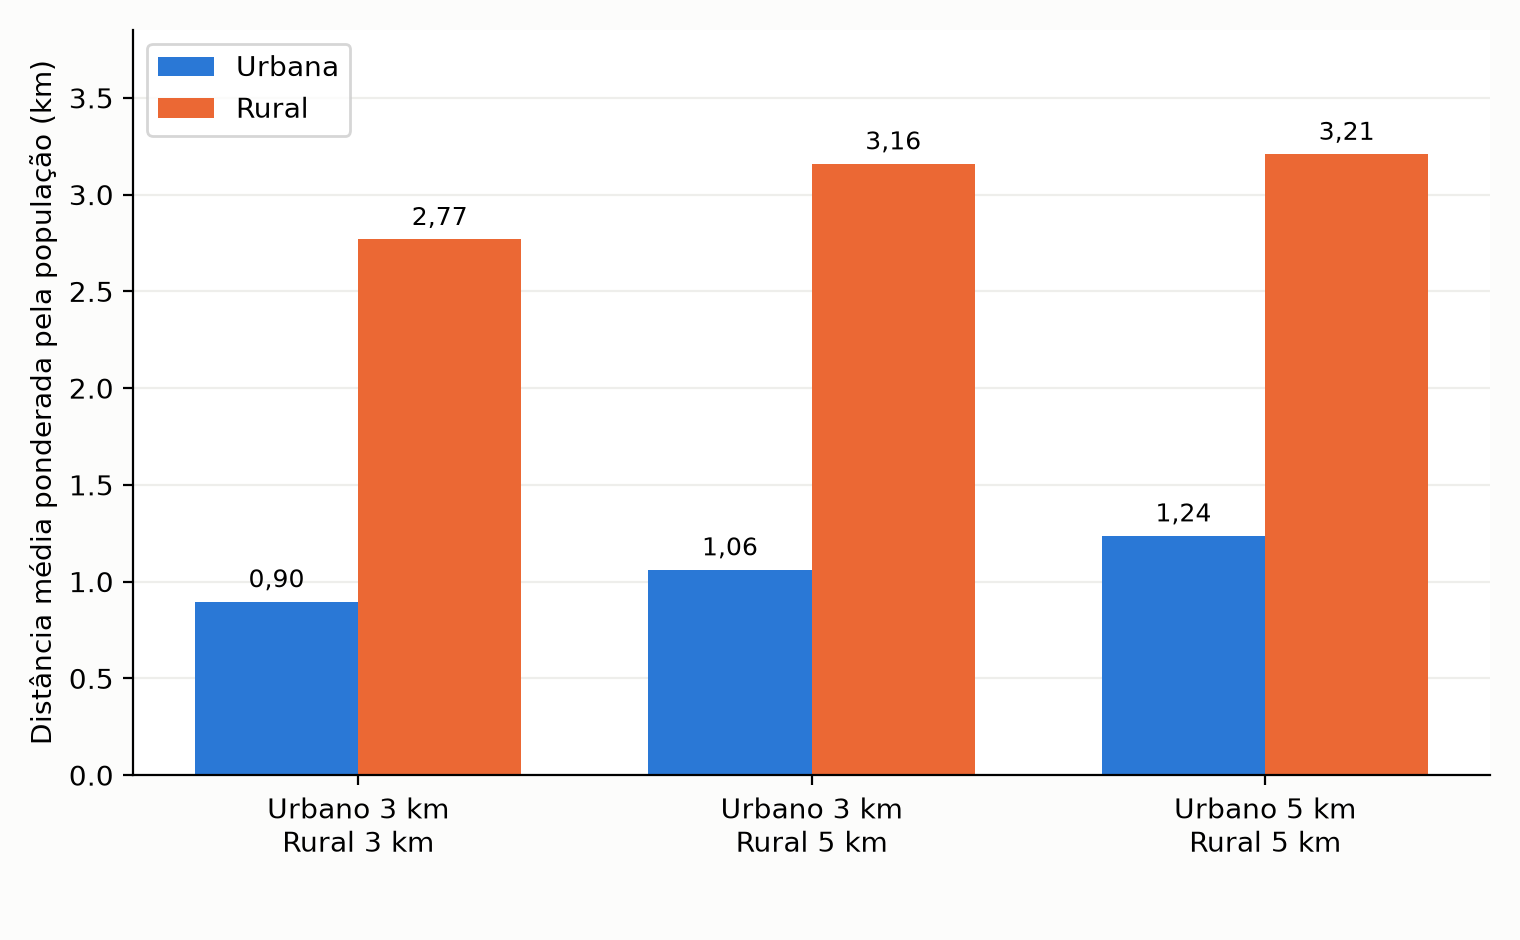 Distância média ponderada pela população (km)
Urbana
Rural
3.5
3.0
2.5
2.0
1.5
1.0
0.5
0.0
0,90
2,77
1,06
3,16
1,24
3,21
Urbano 3 km
Rural 3 km
Urbano 3 km
Rural 5 km
Urbano 5 km
Rural 5 km